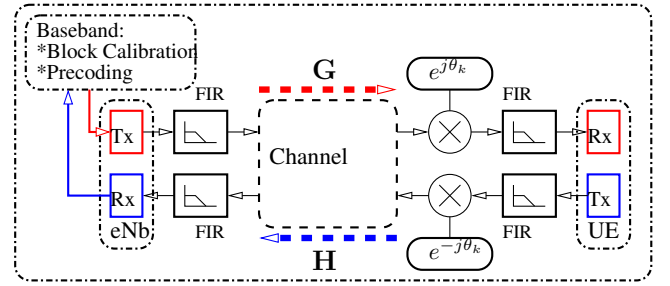 Baseband:
*Block Calibration
*Precoding
G
e^{jθ_k}
FIR
FIR
Tx
Rx
Channel
Rx
Tx
eNb
FIR
FIR
UE
H
e^{-jθ_k}